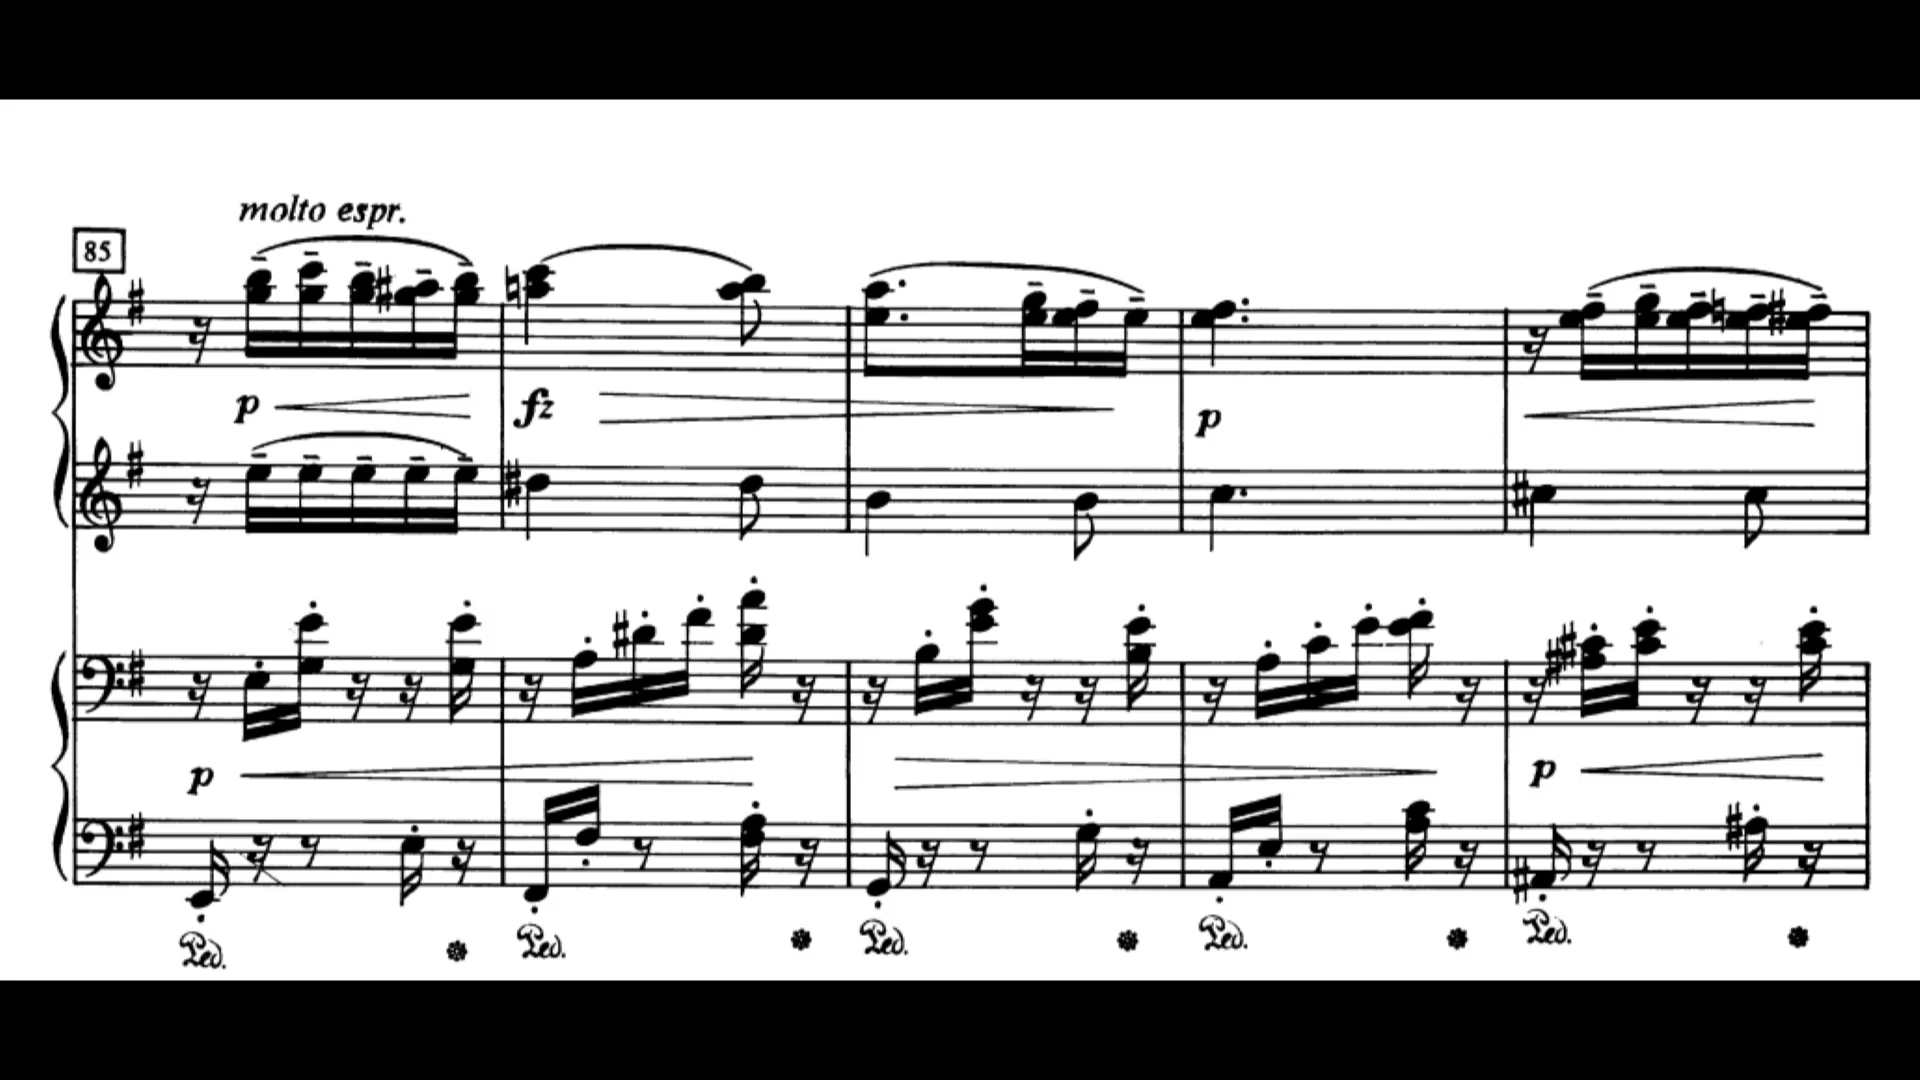 molto espr.
85
p fz p
p p
Ped. * Ped. * Ped. * Ped. * Ped. *